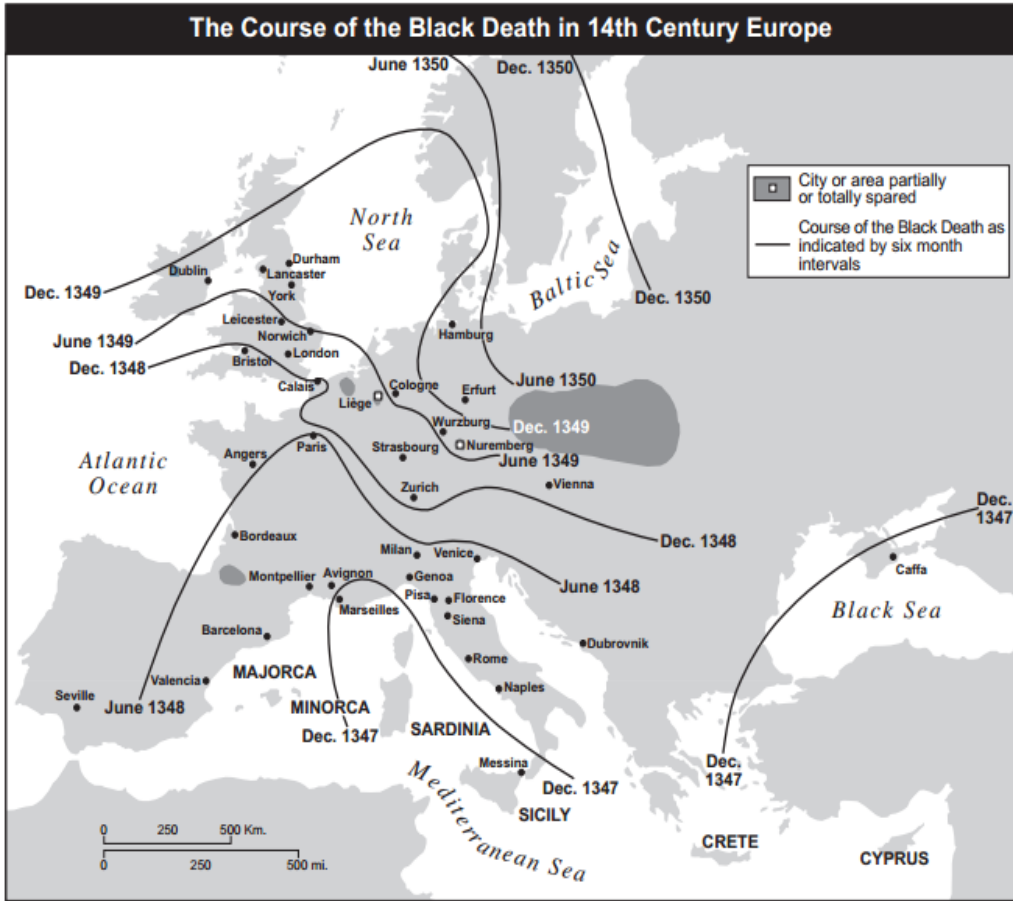 The Course of the Black Death in 14th Century Europe
June 1350
Dec. 1350
City or area partially
or totally spared
Course of the Black Death as
indicated by six month
intervals
North
Sea
Baltic Sea
Durham
Dublin
Lancaster
York
Dec. 1349
Dec. 1350
June 1349
Leicester
Norwich
Hamburg
Dec. 1348
Bristol
London
Calais
Cologne
Erfurt
June 1350
Liège
Wurzburg
Dec. 1349
Paris
Strasbourg
Nuremberg
June 1349
Angers
Atlantic
Ocean
Zurich
Vienna
Dec.
1347
Bordeaux
Dec. 1348
Milan
Venice
Caffa
Montpellier
Avignon
Genoa
June 1348
Pisa
Florence
Marseilles
Siena
Black Sea
Barcelona
Dubrovnik
Rome
MAJORCA
Valencia
Naples
Seville
June 1348
MINORCA
SARDINIA
Dec. 1347
Messina
Dec. 1347
Dec.
1347
SICILY
Mediterranean Sea
CRETE
CYPRUS
0 250 500 Km.
0 250 500 mi.